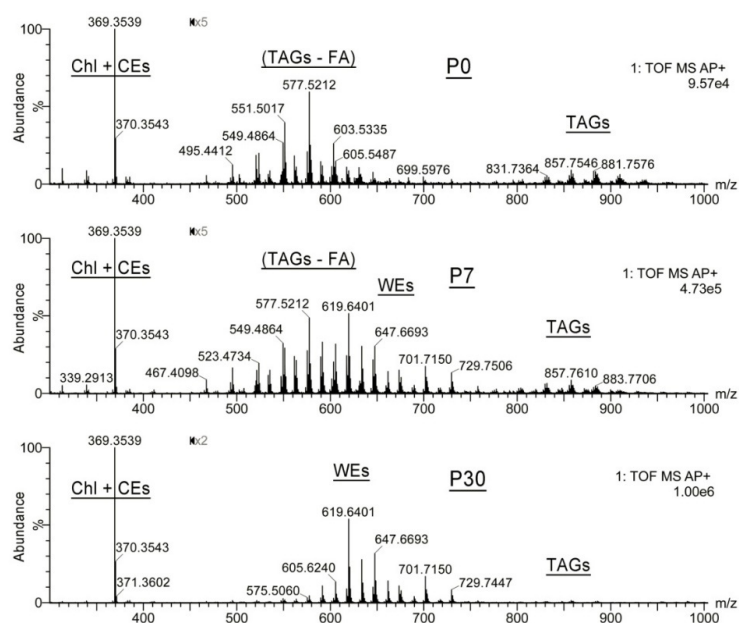 369.3539
x5
100
Chl + CEs
(TAGs - FA)
P0
1: TOF MS AP+
9.57e4
577.5212
Abundance
%
551.5017
TAGs
370.3543
549.4864
603.5335
495.4412
605.5487
699.5976
831.7364
857.7546
881.7576
0
m/z
400
500
600
700
800
900
1000
369.3539
x5
100
Chl + CEs
(TAGs - FA)
P7
1: TOF MS AP+
4.73e5
WEs
577.5212
619.6401
Abundance
%
549.4864
370.3543
647.6693
TAGs
523.4734
701.7150
467.4098
729.7506
339.2913
857.7610
883.7706
0
m/z
400
500
600
700
800
900
1000
369.3539
x2
100
Chl + CEs
WEs
P30
1: TOF MS AP+
1.00e6
619.6401
Abundance
%
370.3543
647.6693
605.6240
701.7150
TAGs
371.3602
575.5060
729.7447
0
m/z
400
500
600
700
800
900
1000